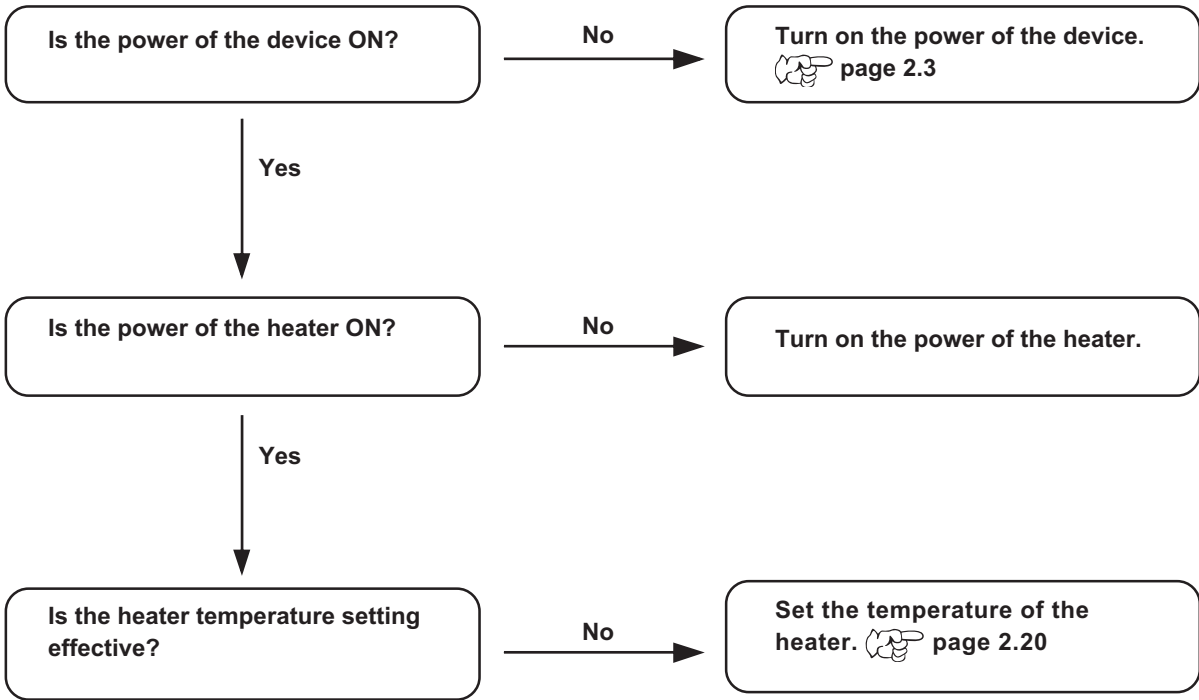 Is the power of the device ON?
No
Turn on the power of the device.
page 2.3
Yes
Is the power of the heater ON?
No
Turn on the power of the heater.
Yes
Is the heater temperature setting
effective?
No
Set the temperature of the
heater. page 2.20